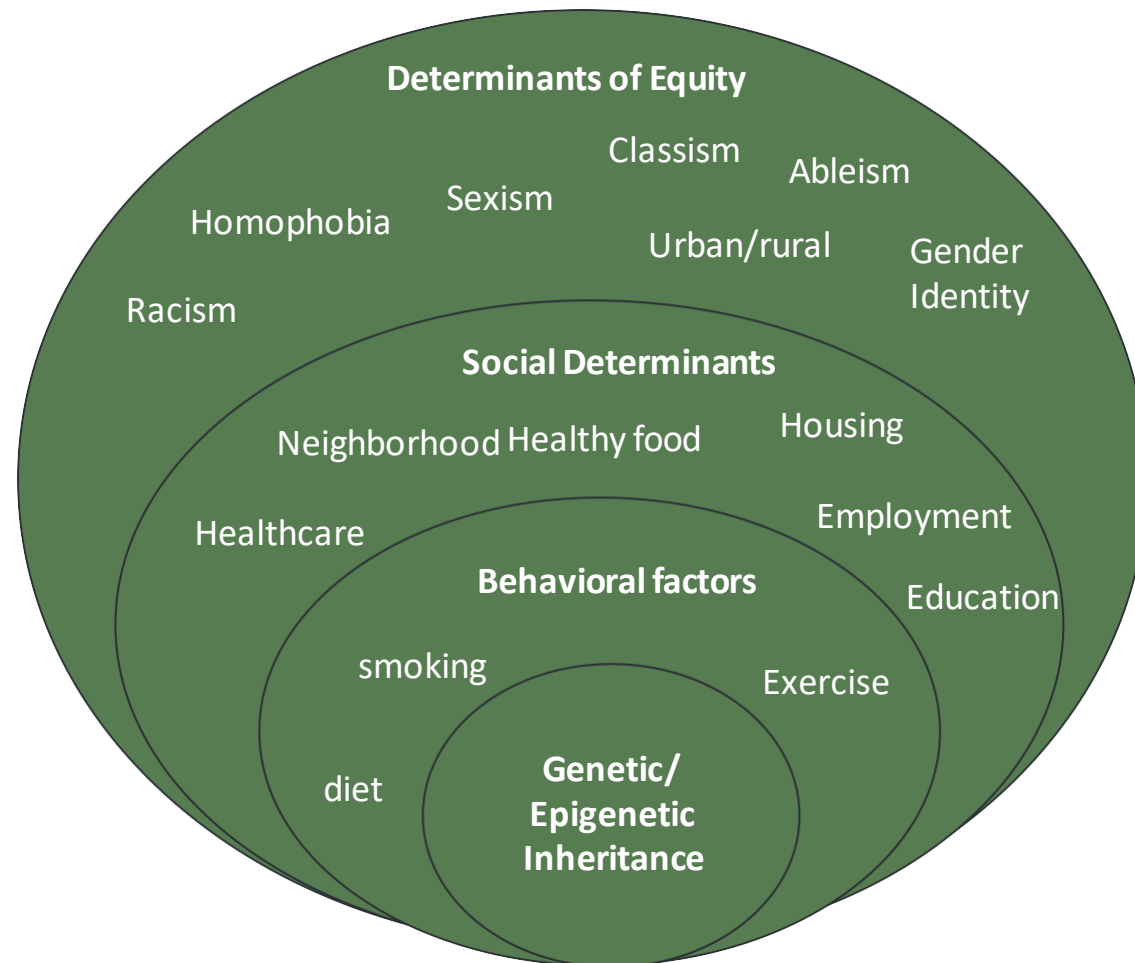 Determinants of Equity
Classism
Ableism
Sexism
Homophobia
Urban/rural
Gender
Identity
Racism
Social Determinants
Housing
Neighborhood
Healthy food
Employment
Healthcare
Behavioral factors
Education
smoking
Exercise
Genetic/
Epigenetic
Inheritance
diet